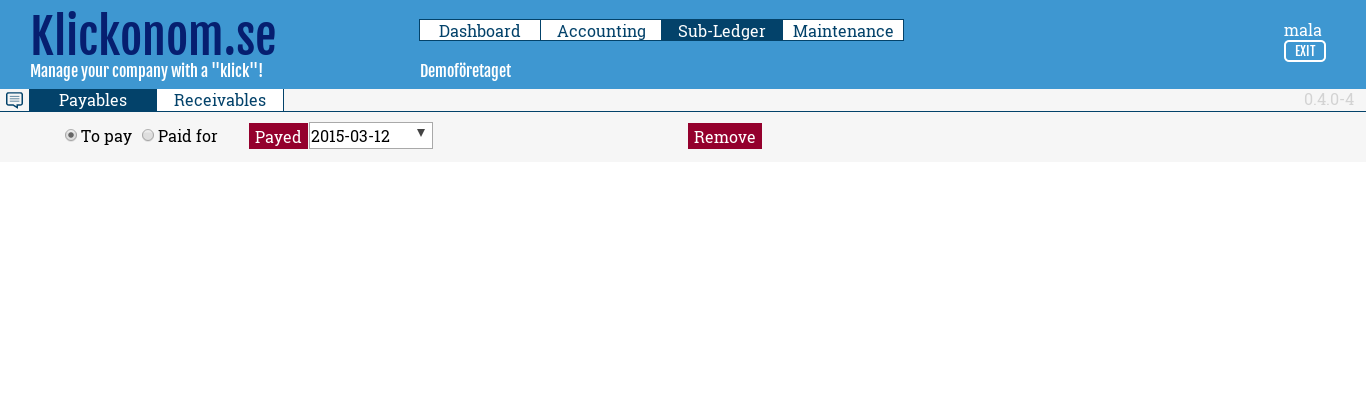 Klickonom.se
Manage your company with a "klick"!
Dashboard Accounting Sub-Ledger Maintenance
Demoföretaget
mala
EXIT
Payables Receivables
0.4.0-4
To pay Paid for Payed 2015-03-12 Remove